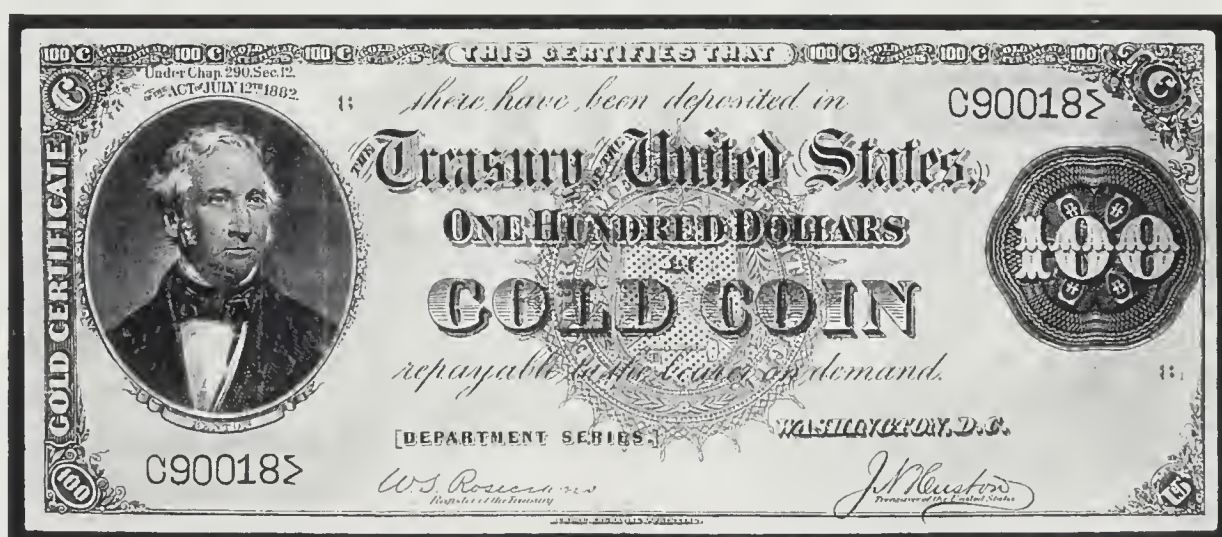 100 C 100 C 100 C THIS CERTIFIES THAT 100 C 100 C 100
Under Chap. 290, Sec. 12.
OF THE ACT OF JULY 12TH 1882.
there have been deposited in
C90018
THE Treasury OF THE United States,
ONE HUNDRED DOLLARS
IN
GOLD COIN
repayable to the bearer on demand.
100
GOLD CERTIFICATE
BENTON
[DEPARTMENT SERIES.]
WASHINGTON, D.C.
C90018
W.S. Rosecrans
Register of the Treasury
J.N. Huston
Treasurer of the United States
100